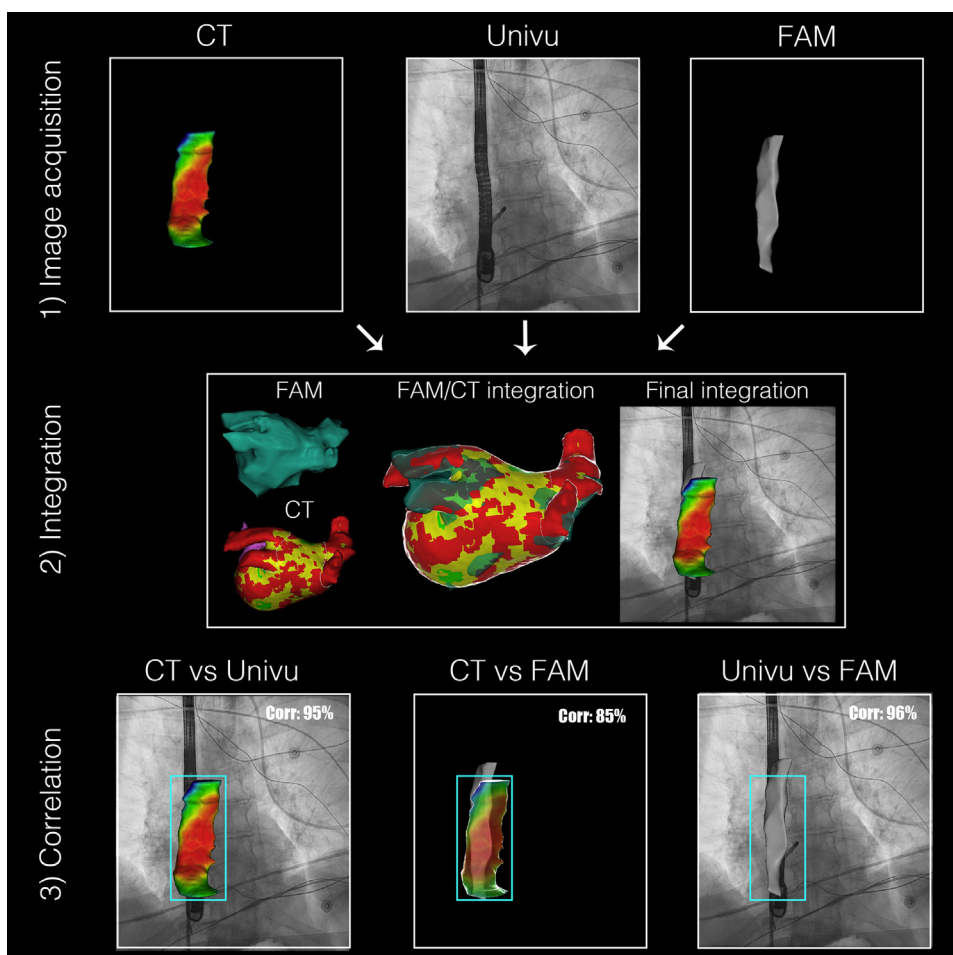 CT
Univu
FAM
1) Image acquisition
FAM
FAM/CT integration
Final integration
CT
2) Integration
CT vs Univu
CT vs FAM
Univu vs FAM
Corr: 95%
Corr: 85%
Corr: 96%
3) Correlation